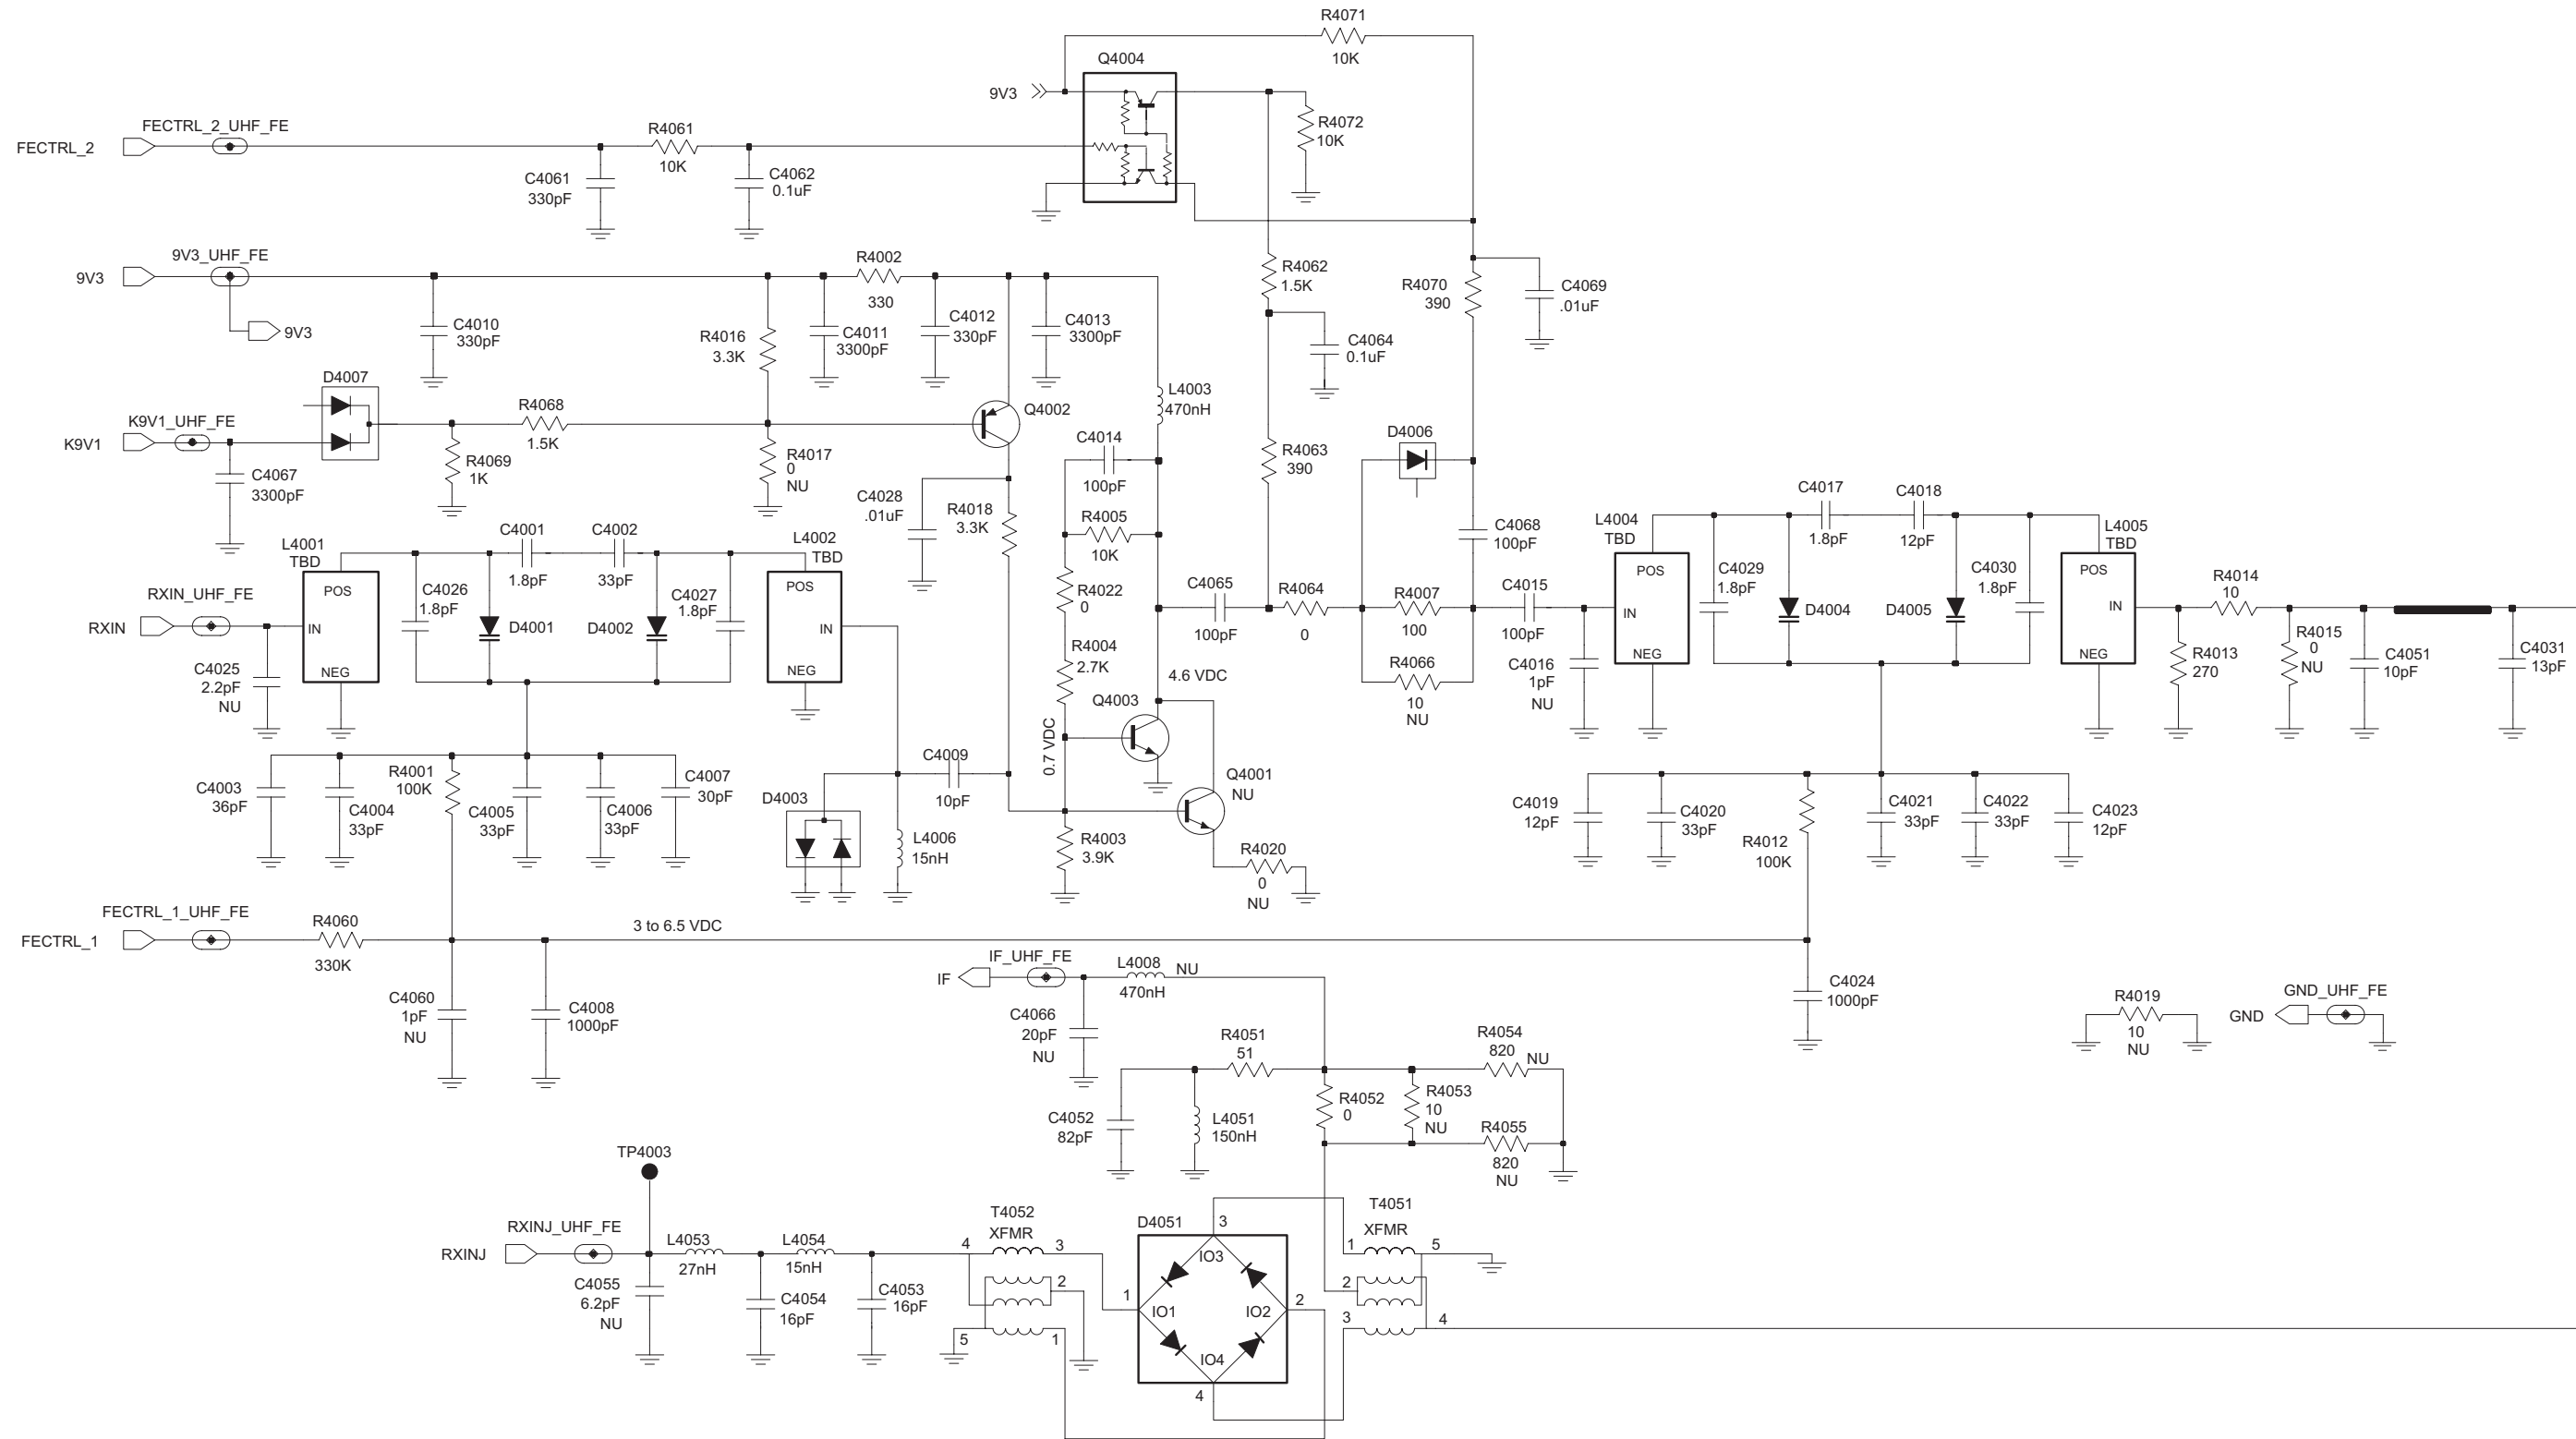 R4071
10K
Q4004
9V3
R4072
10K
FECTRL_2_UHF_FE
FECTRL_2
R4061
10K
C4061
330pF
C4062
0.1uF
9V3_UHF_FE
9V3
9V3
R4002
330
C4010
330pF
R4016
3.3K
C4011
3300pF
C4012
330pF
C4013
3300pF
R4062
1.5K
R4070
390
C4069
.01uF
C4064
0.1uF
D4007
K9V1_UHF_FE
K9V1
R4068
1.5K
Q4002
L4003
470nH
C4067
3300pF
R4069
1K
R4017
0
NU
C4014
100pF
R4063
390
D4006
C4028
.01uF
R4018
3.3K
R4005
10K
C4068
100pF
C4017
1.8pF
C4018
12pF
L4004
TBD
L4005
TBD
L4001
TBD
C4001
1.8pF
C4002
33pF
L4002
TBD
POS
IN
NEG
C4026
1.8pF
D4001
D4002
C4027
1.8pF
POS
IN
NEG
RXIN_UHF_FE
RXIN
C4025
2.2pF
NU
R4022
0
R4004
2.7K
C4065
100pF
R4064
0
R4007
100
R4066
10
NU
C4015
100pF
C4016
1pF
NU
POS
IN
NEG
C4029
1.8pF
D4004
D4005
C4030
1.8pF
POS
IN
NEG
R4014
10
R4013
270
R4015
0
NU
C4051
10pF
C4031
13pF
4.6 VDC
Q4003
0.7 VDC
C4003
36pF
C4004
33pF
R4001
100K
C4005
33pF
C4006
33pF
C4007
30pF
D4003
C4009
10pF
L4006
15nH
R4003
3.9K
Q4001
NU
R4020
0
NU
C4019
12pF
C4020
33pF
R4012
100K
C4021
33pF
C4022
33pF
C4023
12pF
FECTRL_1_UHF_FE
FECTRL_1
R4060
330K
3 to 6.5 VDC
C4060
1pF
NU
C4008
1000pF
IF_UHF_FE
IF
L4008
NU
470nH
C4066
20pF
NU
C4024
1000pF
R4019
10
NU
GND_UHF_FE
GND
R4051
51
R4054
820
NU
R4052
0
R4053
10
NU
R4055
820
NU
C4052
82pF
L4051
150nH
TP4003
RXINJ_UHF_FE
RXINJ
L4053
27nH
L4054
15nH
C4055
6.2pF
NU
C4054
16pF
C4053
16pF
T4052
XFMR
4
3
2
5
1
D4051
3
IO3
1
IO1
IO2
2
IO4
4
T4051
XFMR
1
5
2
3
4